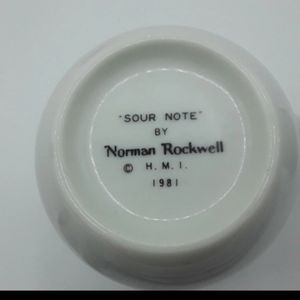 "SOUR NOTE"
BY
Norman Rockwell
© H. M. I.
1981